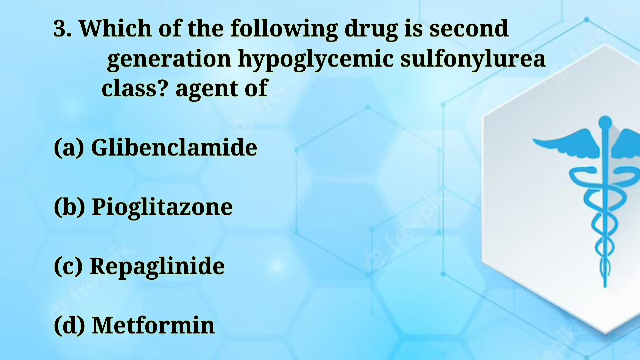 3. Which of the following drug is second
generation hypoglycemic sulfonylurea
class? agent of
(a) Glibenclamide
(b) Pioglitazone
(c) Repaglinide
(d) Metformin